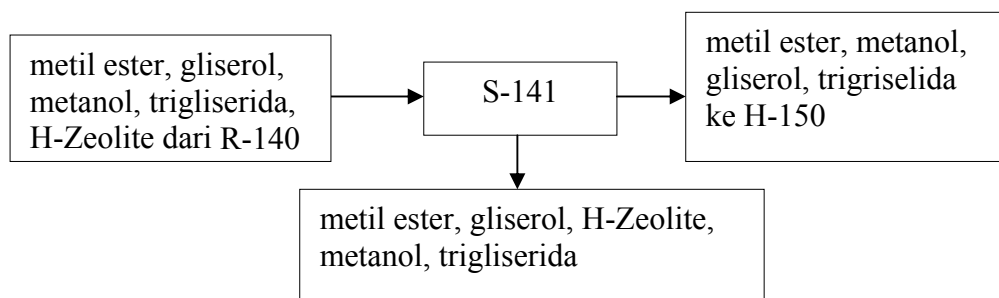 metil ester, gliserol,
metanol, trigliserida,
H-Zeolite dari R-140
S-141
metil ester, metanol,
gliserol, trigriselida
ke H-150
metil ester, gliserol, H-Zeolite,
metanol, trigliserida